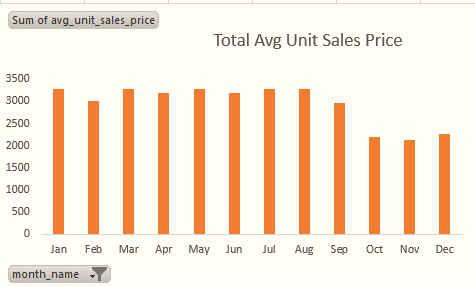 Sum of avg_unit_sales_price
Total Avg Unit Sales Price
3500
3000
2500
2000
1500
1000
500
0
Jan Feb Mar Apr May Jun Jul Aug Sep Oct Nov Dec
month_name